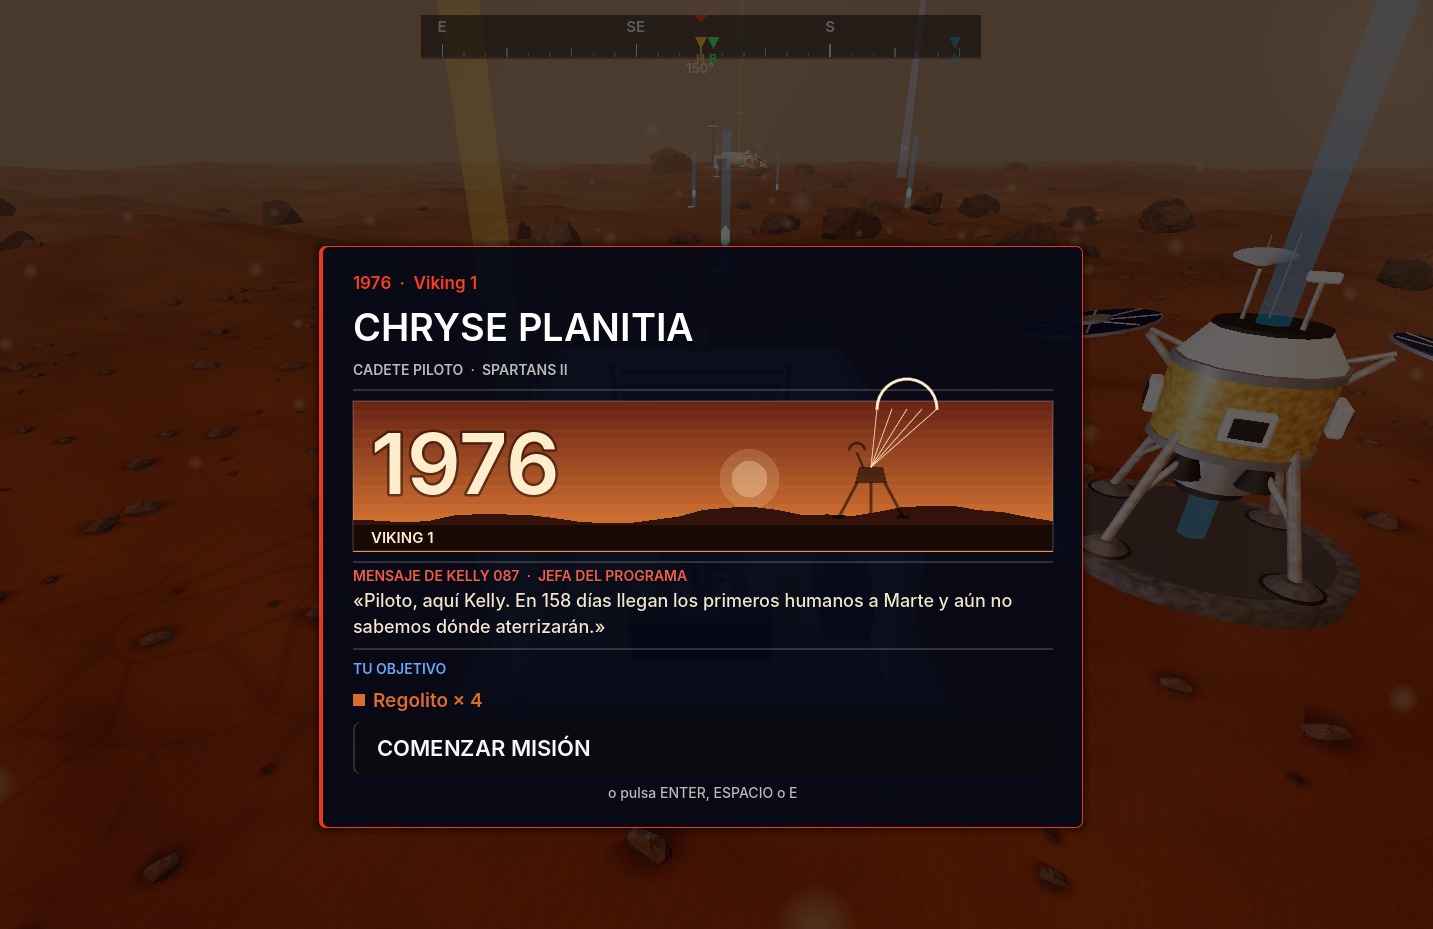 E SE S
150°
1976 · Viking 1
CHRYSE PLANITIA
CADETE PILOTO · SPARTANS II
1976
VIKING 1
MENSAJE DE KELLY 087 · JEFA DEL PROGRAMA
«Piloto, aquí Kelly. En 158 días llegan los primeros humanos a Marte y aún no
sabemos dónde aterrizarán.»
TU OBJETIVO
Regolito × 4
COMENZAR MISIÓN
o pulsa ENTER, ESPACIO o E